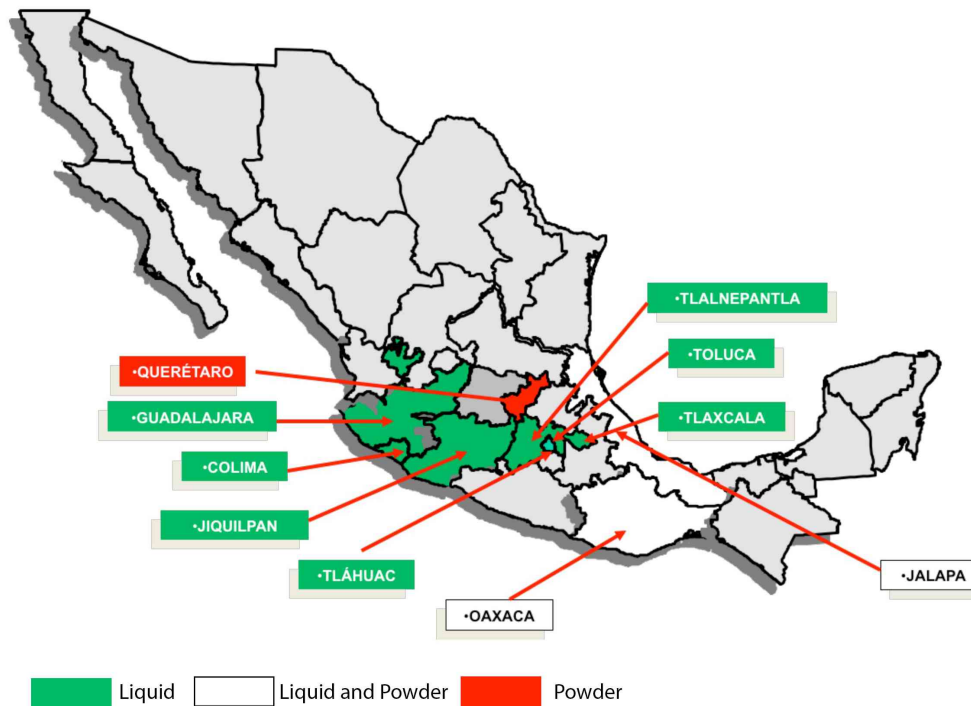 •TLALNEPANTLA
•TOLUCA
•QUERÉTARO
•GUADALAJARA
•TLAXCALA
•COLIMA
•JIQUILPAN
•TLÁHUAC
•JALAPA
•OAXACA
Liquid
Liquid and Powder
Powder